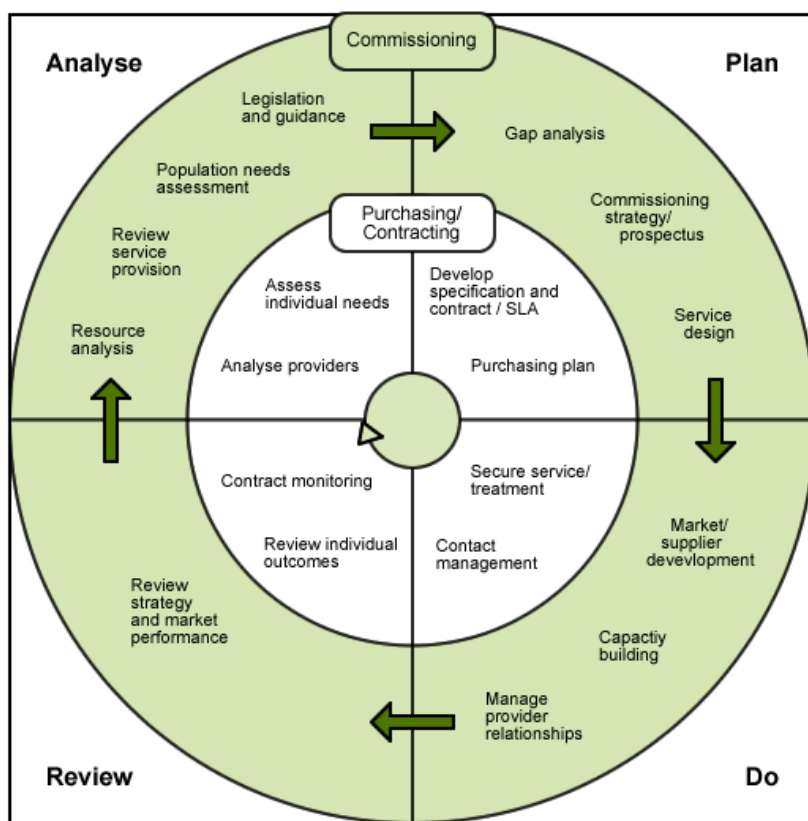 Commissioning
Analyse
Plan
Legislation
and guidance
Gap analysis
Population needs
assessment
Commissioning
strategy/
prospectus
Review
service
provision
Purchasing/
Contracting
Assess
individual needs
Develop
specification and
contract / SLA
Resource
analysis
Service
design
Analyse providers
Purchasing plan
Contract monitoring
Secure service/
treatment
Review individual
outcomes
Contact
management
Market/
supplier
devevlopment
Review
strategy
and market
performance
Capactiy
building
Manage
provider
relationships
Review
Do